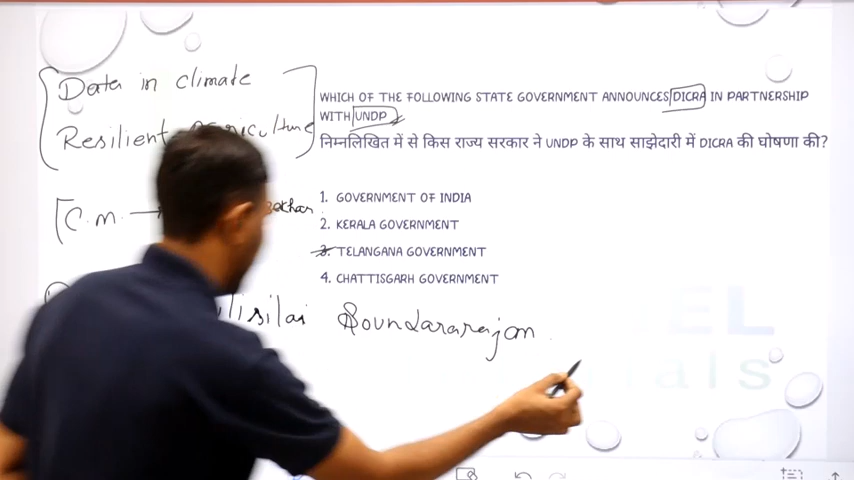 Data in climate
Resilient Agriculture
WHICH OF THE FOLLOWING STATE GOVERNMENT ANNOUNCES DICRA IN PARTNERSHIP
WITH UNDP
निम्नलिखित में से किस राज्य सरकार ने UNDP के साथ साझेदारी में DICRA की घोषणा की?
C.M.
1. GOVERNMENT OF INDIA
2. KERALA GOVERNMENT
3. TELANGANA GOVERNMENT
4. CHATTISGARH GOVERNMENT
Soundararajan